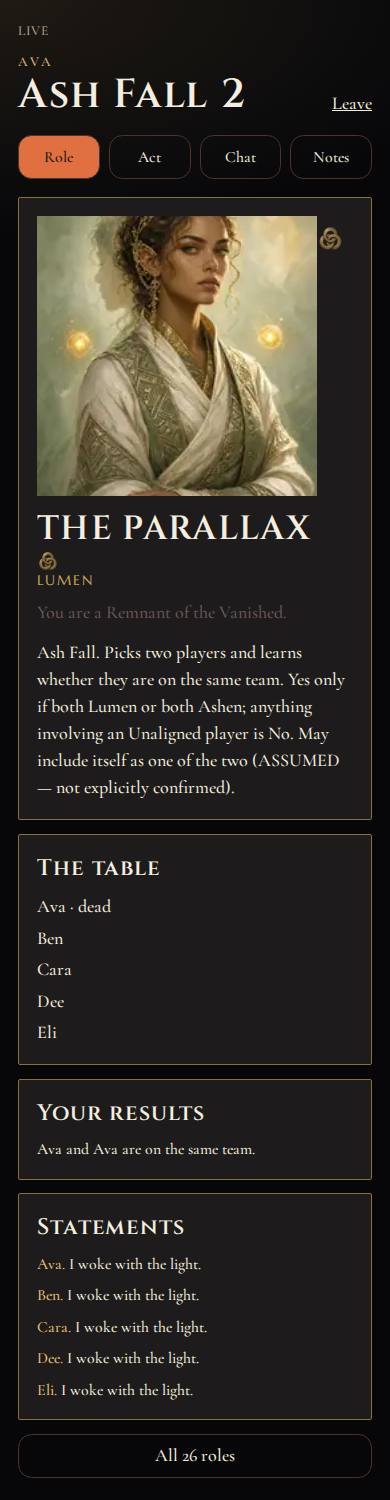 LIVE
AVA
Ash Fall 2
Leave
Role
Act
Chat
Notes
THE PARALLAX
LUMEN
You are a Remnant of the Vanished.
Ash Fall. Picks two players and learns
whether they are on the same team. Yes only
if both Lumen or both Ashen; anything
involving an Unaligned player is No. May
include itself as one of the two (ASSUMED
— not explicitly confirmed).
The table
Ava · dead
Ben
Cara
Dee
Eli
Your results
Ava and Ava are on the same team.
Statements
Ava. I woke with the light.
Ben. I woke with the light.
Cara. I woke with the light.
Dee. I woke with the light.
Eli. I woke with the light.
All 26 roles